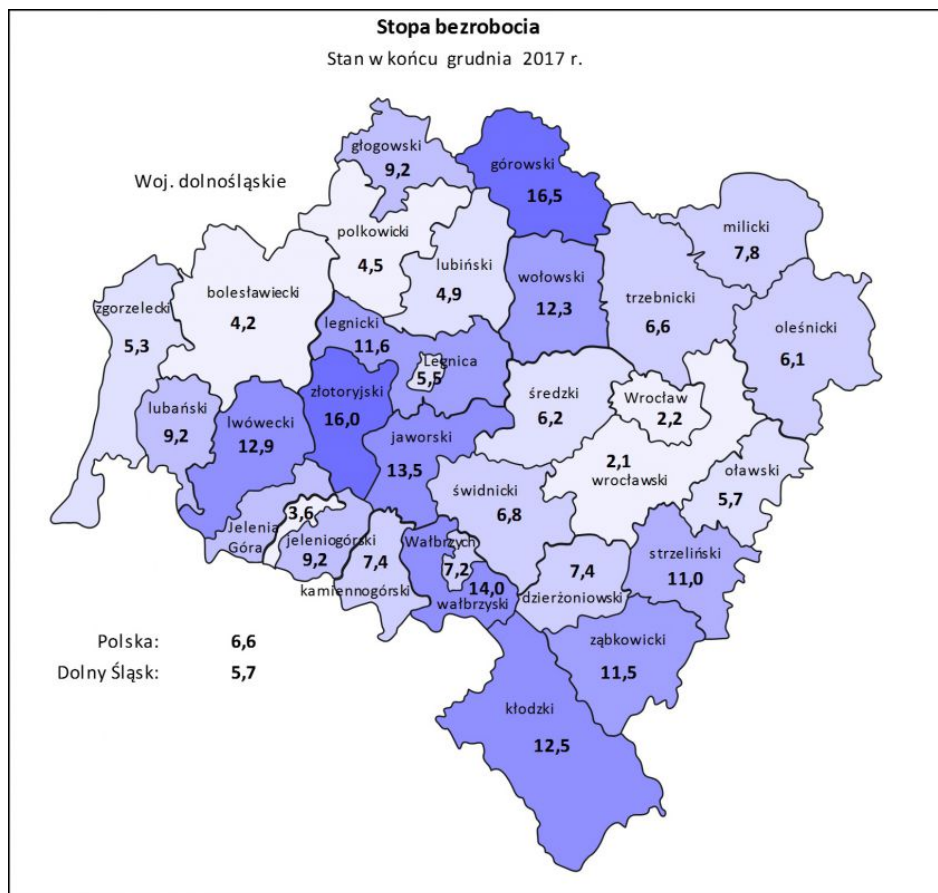 Stopa bezrobocia
Stan w końcu grudnia 2017 r.
Woj. dolnośląskie
głogowski
9,2
górowski
16,5
polkowicki
4,5
lubiński
4,9
milicki
7,8
zgorzelecki
5,3
bolesławiecki
4,2
wołowski
12,3
trzebnicki
6,6
oleśnicki
6,1
legnicki
11,6
Legnica
5,5
lubański
9,2
lwówecki
12,9
złotoryjski
16,0
średzki
6,2
Wrocław
2,2
jaworski
13,5
2,1
wrocławski
oławski
5,7
świdnicki
6,8
Jelenia
Góra
3,6
jeleniogórski
9,2
7,4
kamiennogórski
Wałbrzych
7,2
14,0
wałbrzyski
7,4
dzierżoniowski
strzeliński
11,0
ząbkowicki
11,5
kłodzki
12,5
Polska: 6,6
Dolny Śląsk: 5,7